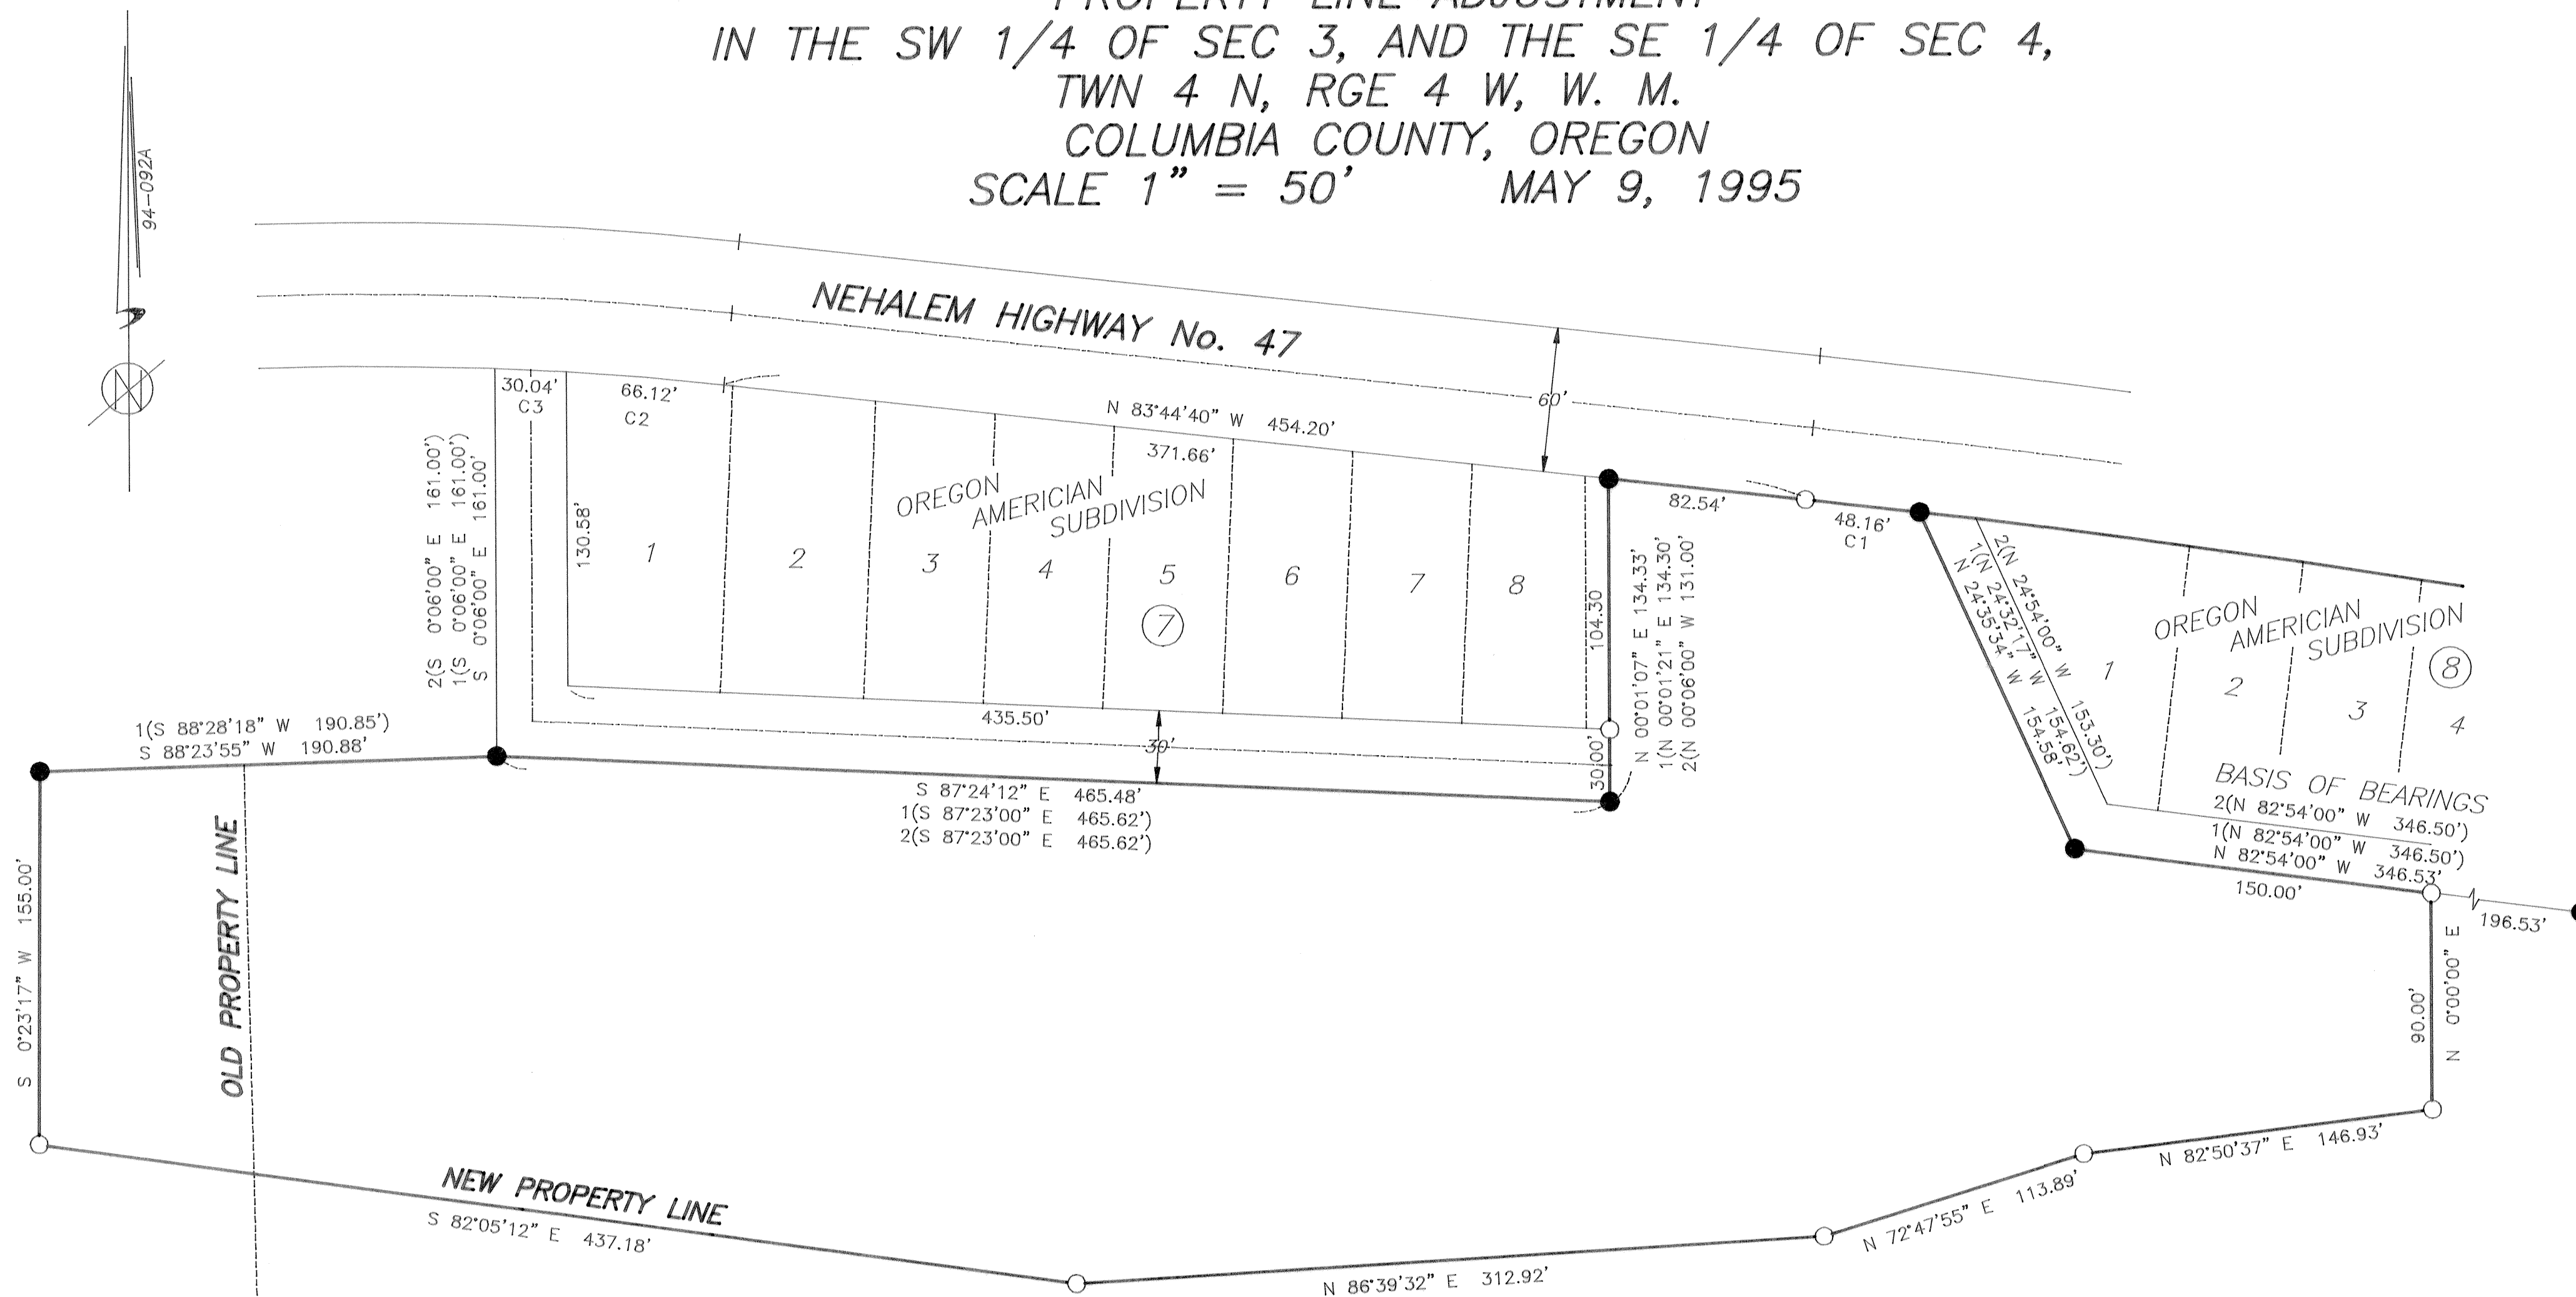 PROPERTY LINE ADJUSTMENT
IN THE SW 1/4 OF SEC 3, AND THE SE 1/4 OF SEC 4,
TWN 4 N, RGE 4 W, W. M.
COLUMBIA COUNTY, OREGON
SCALE 1" = 50' MAY 9, 1995
94-092A
N
NEHALEM HIGHWAY No. 47
60'
30.04'
C3
66.12'
C2
N 83°44'40" W 454.20'
371.66'
2(S 0°06'00" E 161.00')
1(S 0°06'00" E 161.00')
S 0°06'00" E 161.00'
130.58'
OREGON
AMERICIAN
SUBDIVISION
1
2
3
4
5
6
7
8
7
104.30
30.00'
N 00°01'07" E 134.33'
1(N 00°01'21" E 134.30'
2(N 00°06'00" W 131.00'
82.54'
48.16'
C1
2(N 24°54'00" W 153.30')
1(N 24°32'17" W 154.62')
N 24°35'34" W 154.58'
OREGON
AMERICIAN
SUBDIVISION
8
1
2
3
4
BASIS OF BEARINGS
2(N 82°54'00" W 346.50')
1(N 82°54'00" W 346.50')
N 82°54'00" W 346.53'
150.00'
196.53'
435.50'
30'
1(S 88°28'18" W 190.85')
S 88°23'55" W 190.88'
S 87°24'12" E 465.48'
1(S 87°23'00" E 465.62')
2(S 87°23'00" E 465.62')
S 0°23'17" W 155.00'
OLD PROPERTY LINE
90.00'
N 0°00'00" E
NEW PROPERTY LINE
S 82°05'12" E 437.18'
N 86°39'32" E 312.92'
N 72°47'55" E 113.89'
N 82°50'37" E 146.93'